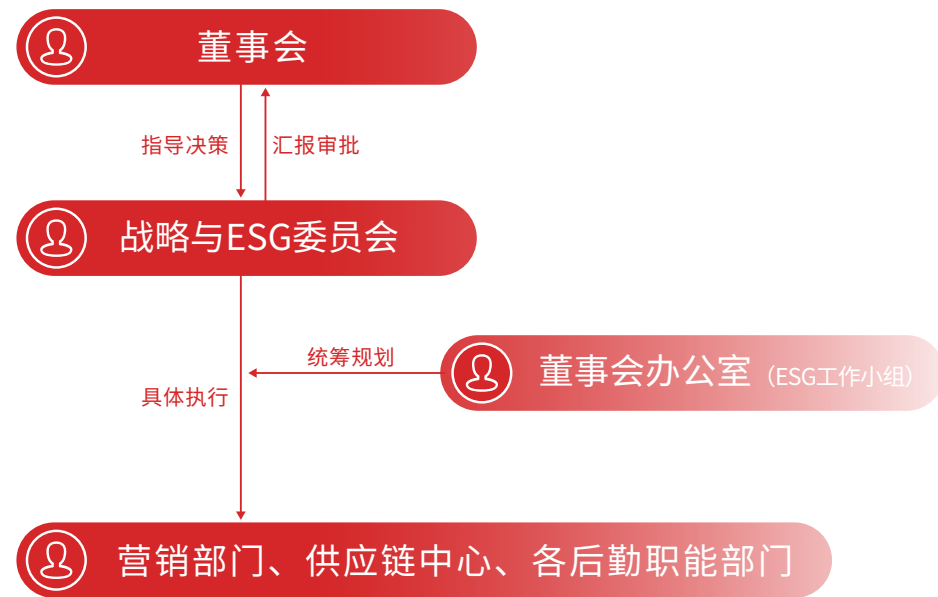 董事会
指导决策
汇报审批
战略与ESG委员会
统筹规划
董事会办公室（ESG工作小组）
具体执行
营销部门、供应链中心、各后勤职能部门